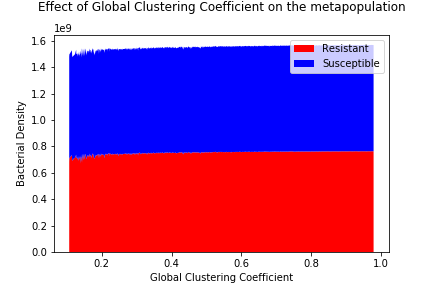 Effect of Global Clustering Coefficient on the metapopulation
1e9
1.6
1.4
1.2
1.0
0.8
0.6
0.4
0.2
0.0
Bacterial Density
Resistant
Susceptible
0.2 0.4 0.6 0.8 1.0
Global Clustering Coefficient